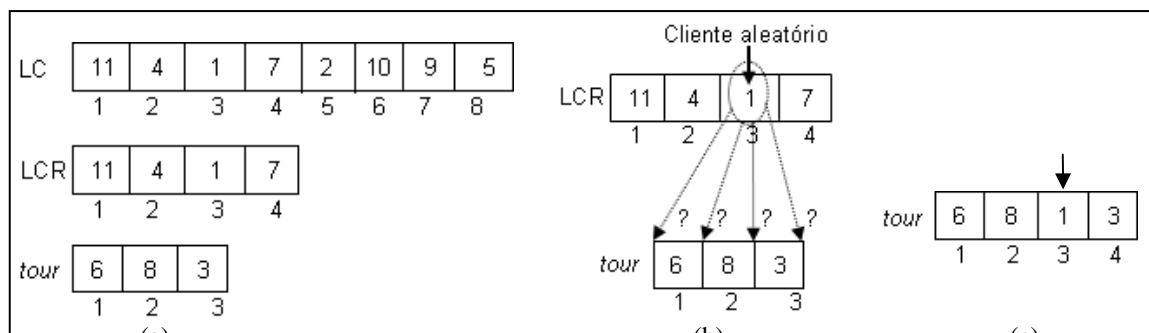 LC 11 4 1 7 2 10 9 5
1 2 3 4 5 6 7 8
LCR 11 4 1 7
1 2 3 4
tour 6 8 3
1 2 3
(a)
Cliente aleatório
LCR 11 4 1 7
1 2 3 4
? ? ? ?
tour 6 8 3
1 2 3
(b)
tour 6 8 1 3
1 2 3 4